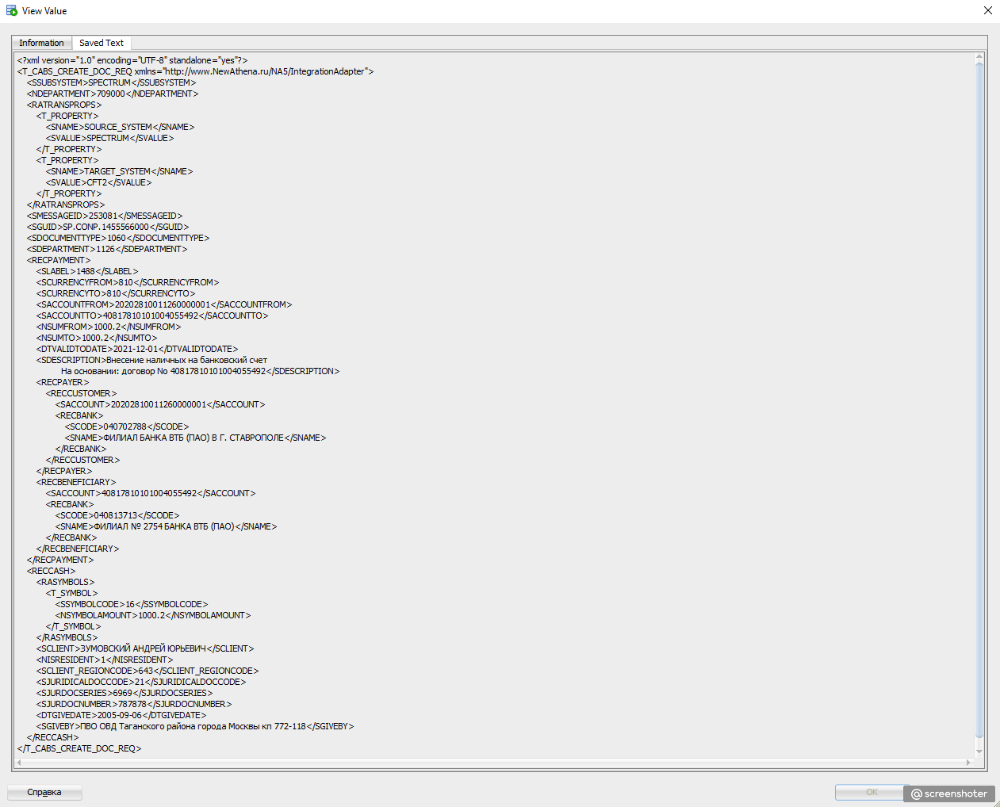 View Value
Information
Saved Text
<?xml version="1.0" encoding="UTF-8" standalone="yes"?>
<T_CABS_CREATE_DOC_REQ xmlns="http://www.NewAthena.ru/NA5/IntegrationAdapter">
<SSUBSYSTEM>SPECTRUM</SSUBSYSTEM>
<NDEPARTMENT>709000</NDEPARTMENT>
<RATRANSPROPS>
<T_PROPERTY>
<SNAME>SOURCE_SYSTEM</SNAME>
<SVALUE>SPECTRUM</SVALUE>
</T_PROPERTY>
<T_PROPERTY>
<SNAME>TARGET_SYSTEM</SNAME>
<SVALUE>CFT2</SVALUE>
</T_PROPERTY>
</RATRANSPROPS>
<SMESSAGEID>253081</SMESSAGEID>
<SGUID>SP.CONP.1455566000</SGUID>
<SDOCUMENTTYPE>1060</SDOCUMENTTYPE>
<SDEPARTMENT>1126</SDEPARTMENT>
<RECPAYMENT>
<SLABEL>1488</SLABEL>
<SCURRENCYFROM>810</SCURRENCYFROM>
<SCURRENCYTO>810</SCURRENCYTO>
<SACCOUNTFROM>20202810011260000001</SACCOUNTFROM>
<SACCOUNTTO>40817810101004055492</SACCOUNTTO>
<NSUMFROM>1000.2</NSUMFROM>
<NSUMTO>1000.2</NSUMTO>
<DTVALIDTODATE>2021-12-01</DTVALIDTODATE>
<SDESCRIPTION>Внесение наличных на банковский счет
На основании: договор No 40817810101004055492</SDESCRIPTION>
<RECPAYER>
<RECCUSTOMER>
<SACCOUNT>20202810011260000001</SACCOUNT>
<RECBANK>
<SCODE>040702788</SCODE>
<SNAME>ФИЛИАЛ БАНКА ВТБ (ПАО) В Г. СТАВРОПОЛЕ</SNAME>
</RECBANK>
</RECCUSTOMER>
</RECPAYER>
<RECBENEFICIARY>
<SACCOUNT>40817810101004055492</SACCOUNT>
<RECBANK>
<SCODE>040813713</SCODE>
<SNAME>ФИЛИАЛ № 2754 БАНКА ВТБ (ПАО)</SNAME>
</RECBANK>
</RECBENEFICIARY>
</RECPAYMENT>
<RECCASH>
<RASYMBOLS>
<T_SYMBOL>
<SSYMBOLCODE>16</SSYMBOLCODE>
<NSYMBOLAMOUNT>1000.2</NSYMBOLAMOUNT>
</T_SYMBOL>
</RASYMBOLS>
<SCLIENT>ЗУМОВСКИЙ АНДРЕЙ ЮРЬЕВИЧ</SCLIENT>
<NISRESIDENT>1</NISRESIDENT>
<SCLIENT_REGIONCODE>643</SCLIENT_REGIONCODE>
<SJURIDICALDOCCODE>21</SJURIDICALDOCCODE>
<SJURDOCSERIES>6969</SJURDOCSERIES>
<SJURDOCNUMBER>787878</SJURDOCNUMBER>
<DTGIVEDATE>2005-09-06</DTGIVEDATE>
<SGIVEBY>ПВО ОВД Таганского района города Москвы кп 772-118</SGIVEBY>
</RECCASH>
</T_CABS_CREATE_DOC_REQ>
Справка
OK
@screenshoter